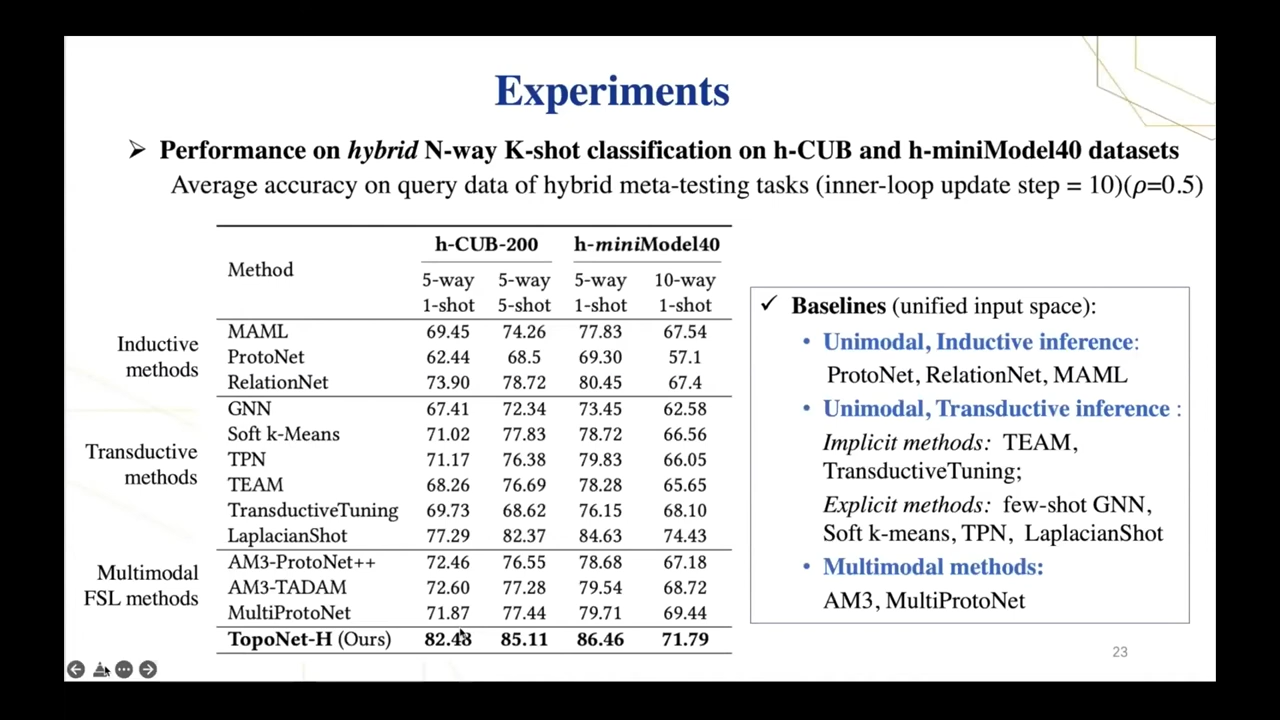 Experiments
➢ Performance on hybrid N-way K-shot classification on h-CUB and h-miniModel40 datasets
Average accuracy on query data of hybrid meta-testing tasks (inner-loop update step = 10)(ρ=0.5)
Method h-CUB-200 h-miniModel40
5-way 5-way 5-way 10-way
1-shot 5-shot 1-shot 1-shot
Inductive methods
MAML 69.45 74.26 77.83 67.54
ProtoNet 62.44 68.5 69.30 57.1
RelationNet 73.90 78.72 80.45 67.4
Transductive methods
GNN 67.41 72.34 73.45 62.58
Soft k-Means 71.02 77.83 78.72 66.56
TPN 71.17 76.38 79.83 66.05
TEAM 68.26 76.69 78.28 65.65
TransductiveTuning 69.73 68.62 76.15 68.10
LaplacianShot 77.29 82.37 84.63 74.43
Multimodal FSL methods
AM3-ProtoNet++ 72.46 76.55 78.68 67.18
AM3-TADAM 72.60 77.28 79.54 68.72
MultiProtoNet 71.87 77.44 79.71 69.44
TopoNet-H (Ours) 82.48 85.11 86.46 71.79
✓ Baselines (unified input space):
• Unimodal, Inductive inference:
ProtoNet, RelationNet, MAML
• Unimodal, Transductive inference :
Implicit methods: TEAM,
TransductiveTuning;
Explicit methods: few-shot GNN,
Soft k-means, TPN, LaplacianShot
• Multimodal methods:
AM3, MultiProtoNet
23